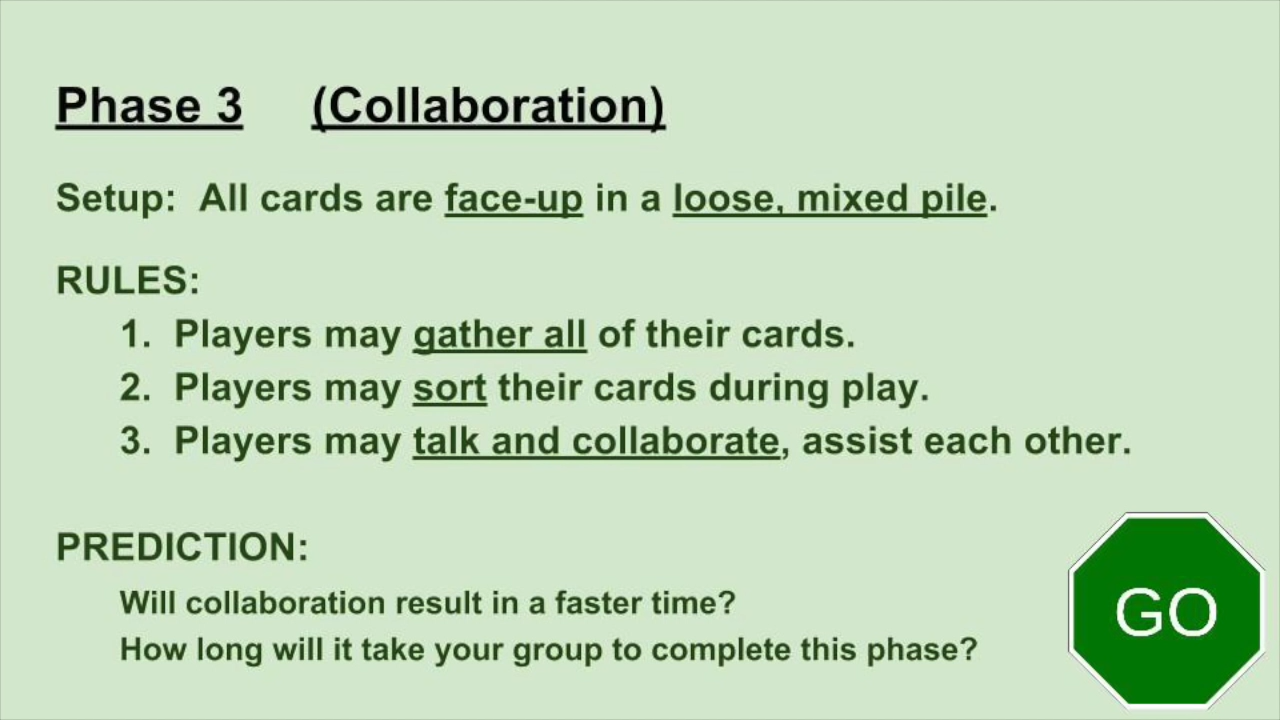 Phase 3 (Collaboration)
Setup: All cards are face-up in a loose, mixed pile.
RULES:
1. Players may gather all of their cards.
2. Players may sort their cards during play.
3. Players may talk and collaborate, assist each other.
PREDICTION:
Will collaboration result in a faster time?
How long will it take your group to complete this phase?
GO